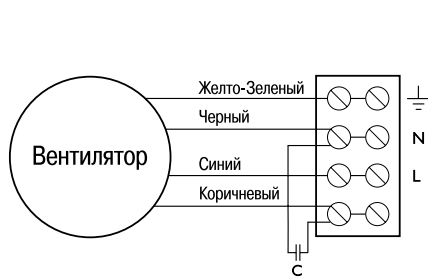 Желто-Зеленый
Черный
N
Вентилятор
Синий
L
Коричневый
C